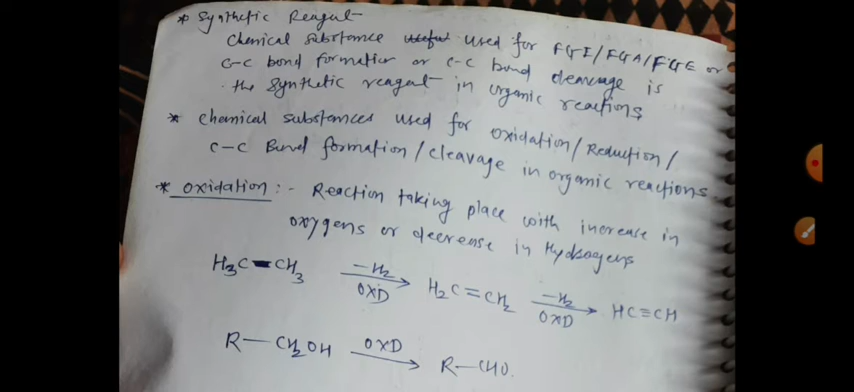 * Synthetic Reagent
Chemical substance useful used for FGI/FGA/FGE or
C-C bond formation or C-C bond cleavage is
the synthetic reagent in organic reactions
* Chemical substances used for oxidation/Reduction/
C-C Bond formation/Cleavage in organic reactions
* Oxidation :- Reaction taking place with increase in
oxygens or decrease in Hydrogens
H₃C-CH₃ —H₂ OXD → H₂C=CH₂ —H₂ OXD → HC≡CH
R-CH₂OH OXD → R-CHO.